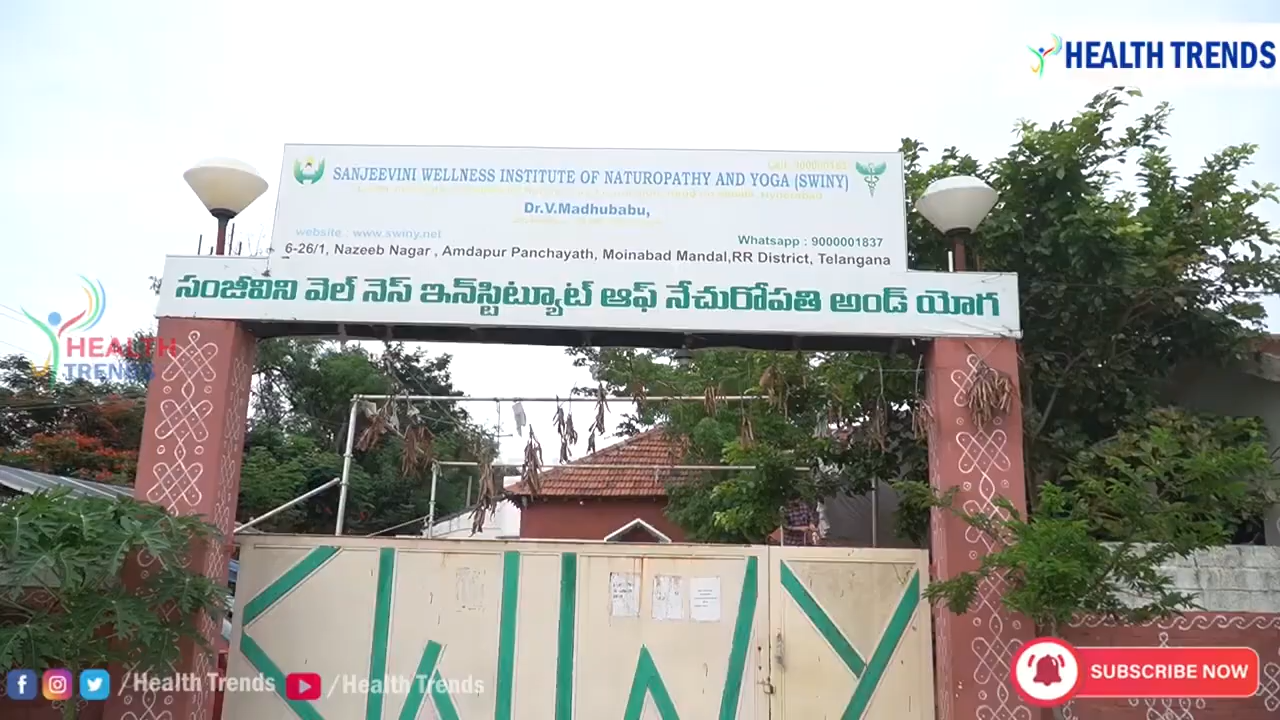 HEALTH TRENDS
SANJEEVINI WELLNESS INSTITUTE OF NATUROPATHY AND YOGA (SWINY)
Dr.V.Madhubabu,
website : www.swiny.net
Whatsapp : 9000001837
6-26/1, Nazeeb Nagar , Amdapur Panchayath, Moinabad Mandal,RR District, Telangana
సంజీవిని వెల్ నెస్ ఇన్‌స్టిట్యూట్ ఆఫ్ నేచురోపతి అండ్ యోగ
HEALTH
TRENDS
SWINY
/Health Trends
/Health Trends
SUBSCRIBE NOW